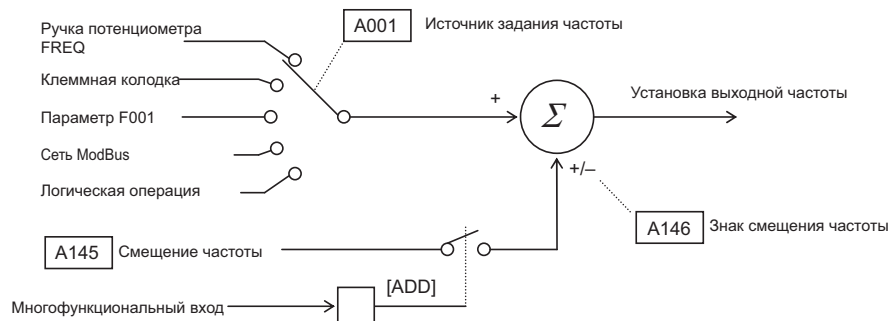 Ручка потенциометра
FREQ
A001
Источник задания частоты
Клеммная колодка
Параметр F001
+
Σ
Установка выходной частоты
Сеть ModBus
Логическая операция
+/–
A146
Знак смещения частоты
A145
Смещение частоты
[ADD]
Многофункциональный вход